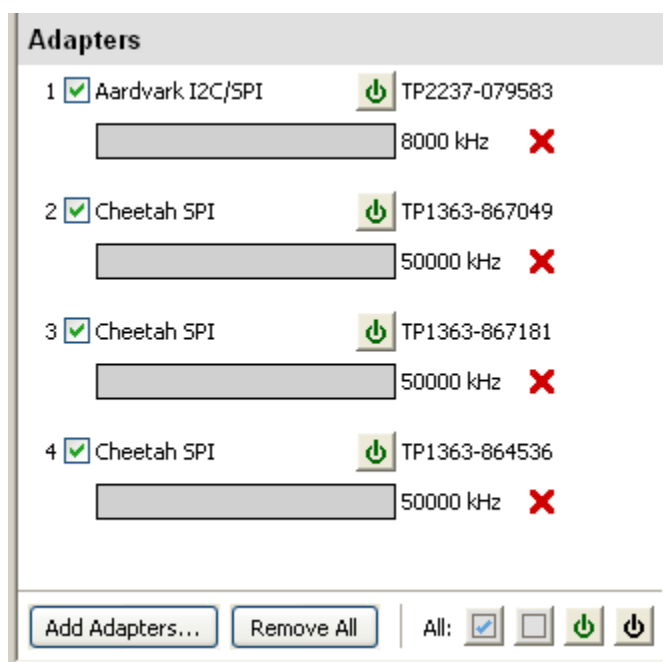 Adapters
1 Aardvark I2C/SPI TP2237-079583
8000 kHz
2 Cheetah SPI TP1363-867049
50000 kHz
3 Cheetah SPI TP1363-867181
50000 kHz
4 Cheetah SPI TP1363-864536
50000 kHz
Add Adapters... Remove All All: